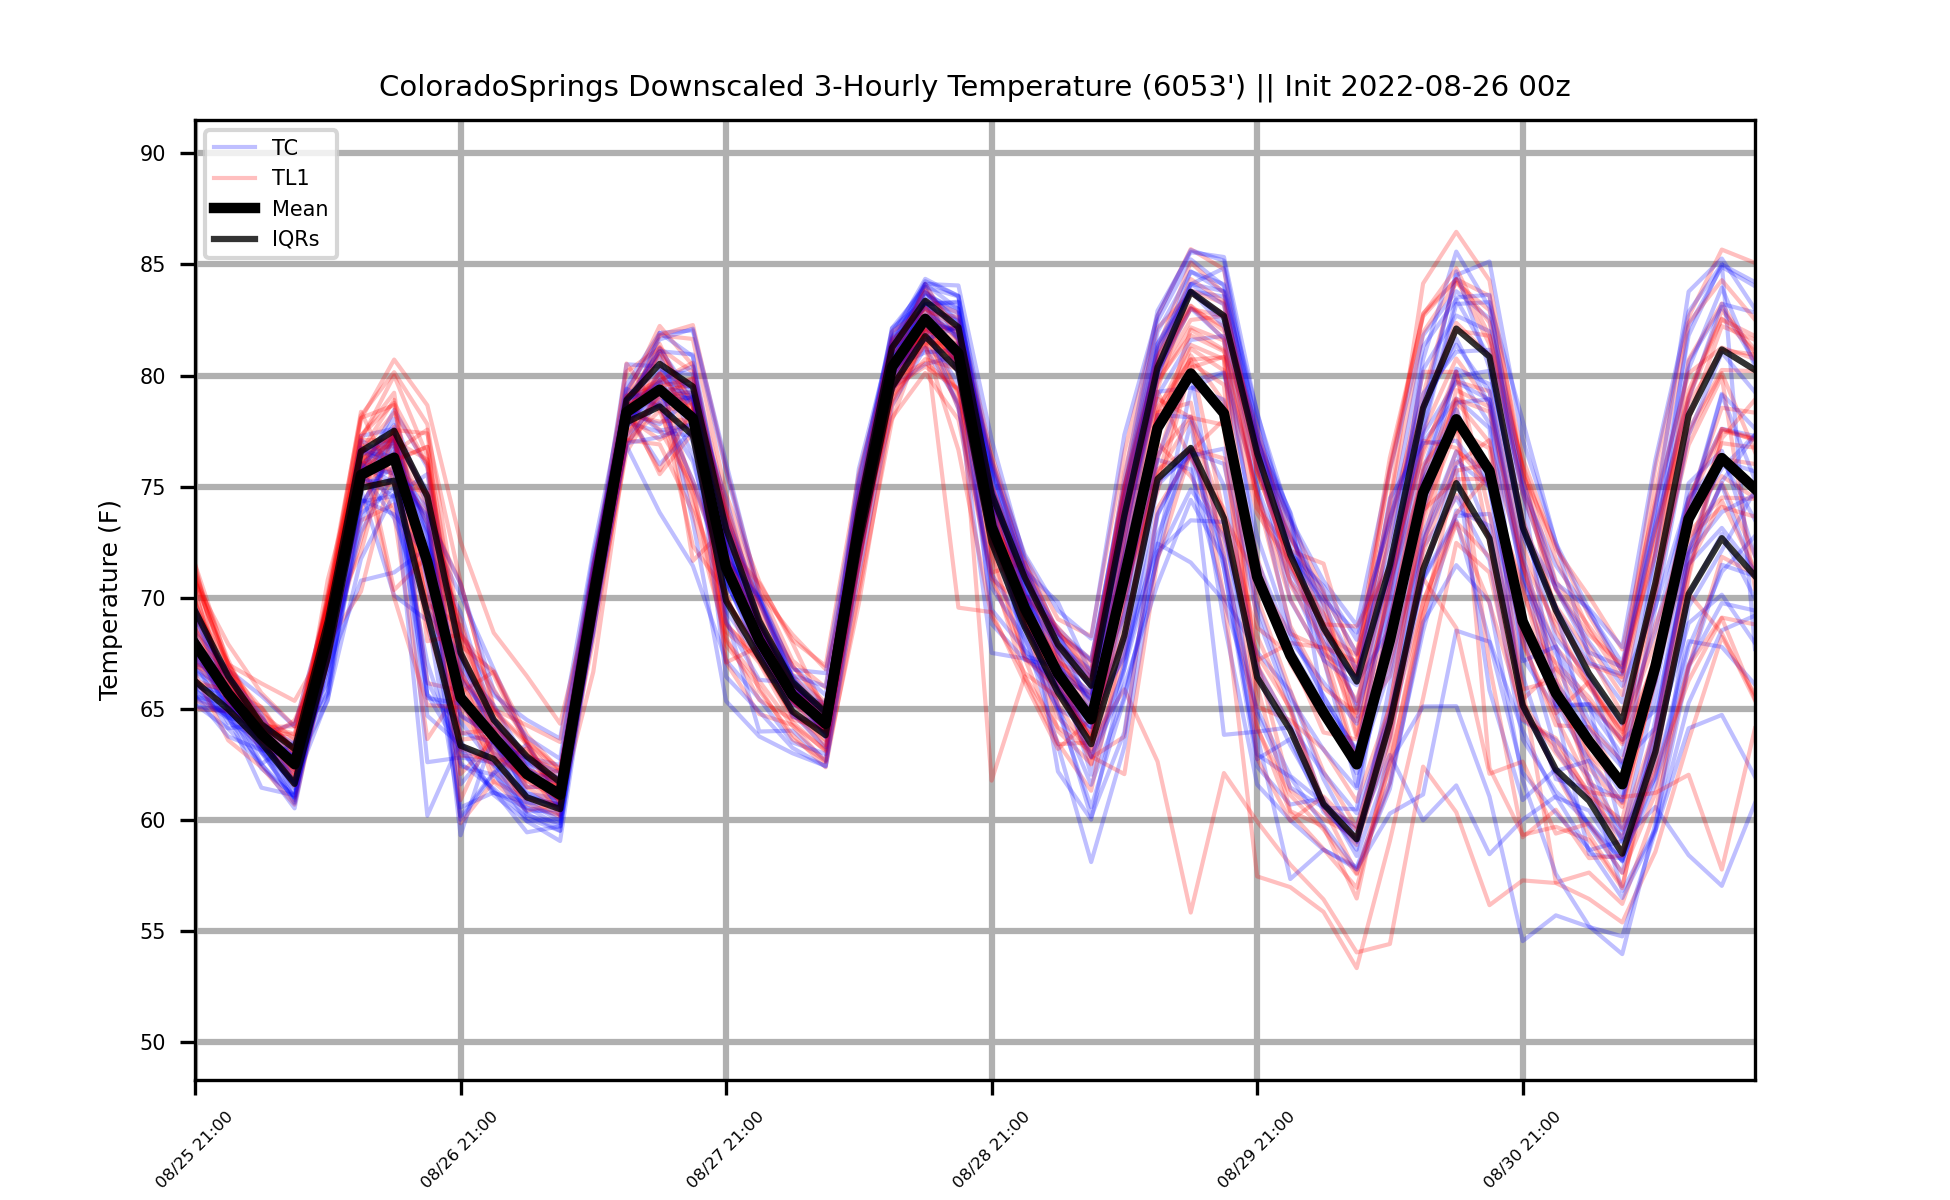 ColoradoSprings Downscaled 3-Hourly Temperature (6053') || Init 2022-08-26 00z
TC
TL1
Mean
IQRs
Temperature (F)
90
85
80
75
70
65
60
55
50
08/25 21:00
08/26 21:00
08/27 21:00
08/28 21:00
08/29 21:00
08/30 21:00